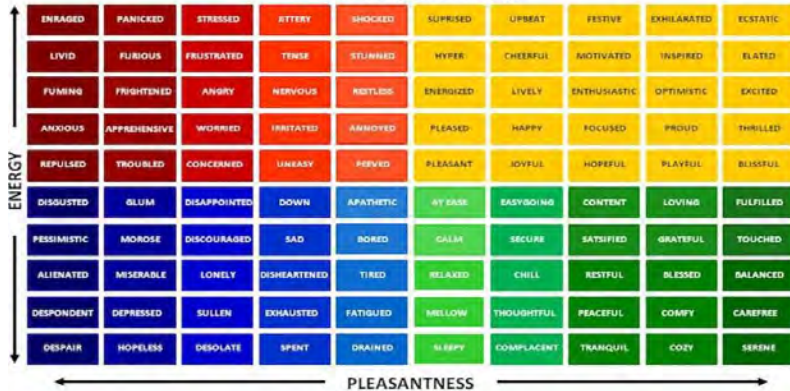 ENRAGED PANICKED STRESSED JITTERY SHOCKED SUPRISED UPBEAT FESTIVE EXHILARATED ECSTATIC
LIVID FURIOUS FRUSTRATED TENSE STUNNED HYPER CHEERFUL MOTIVATED INSPIRED ELATED
FUMING FRIGHTENED ANGRY NERVOUS RESTLESS ENERGIZED LIVELY ENTHUSIASTIC OPTIMISTIC EXCITED
ANXIOUS APPREHENSIVE WORRIED IRRITATED ANNOYED PLEASED HAPPY FOCUSED PROUD THRILLED
REPULSED TROUBLED CONCERNED UNEASY PEEVED PLEASANT JOYFUL HOPEFUL PLAYFUL BLISSFUL
ENERGY
DISGUSTED GLUM DISAPPOINTED DOWN APATHETIC AT EASE EASYGOING CONTENT LOVING FULFILLED
PESSIMISTIC MOROSE DISCOURAGED SAD BORED CALM SECURE SATSIFIED GRATEFUL TOUCHED
ALIENATED MISERABLE LONELY DISHEARTENED TIRED RELAXED CHILL RESTFUL BLESSED BALANCED
DESPONDENT DEPRESSED SULLEN EXHAUSTED FATIGUED MELLOW THOUGHTFUL PEACEFUL COMFY CAREFREE
DESPAIR HOPELESS DESOLATE SPENT DRAINED SLEEPY COMPLACENT TRANQUIL COZY SERENE
PLEASANTNESS